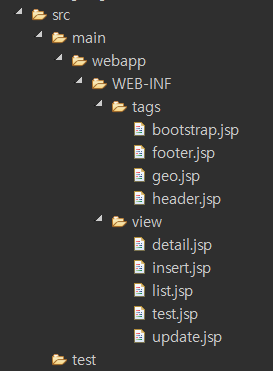 src
main
webapp
WEB-INF
tags
bootstrap.jsp
footer.jsp
geo.jsp
header.jsp
view
detail.jsp
insert.jsp
list.jsp
test.jsp
update.jsp
test